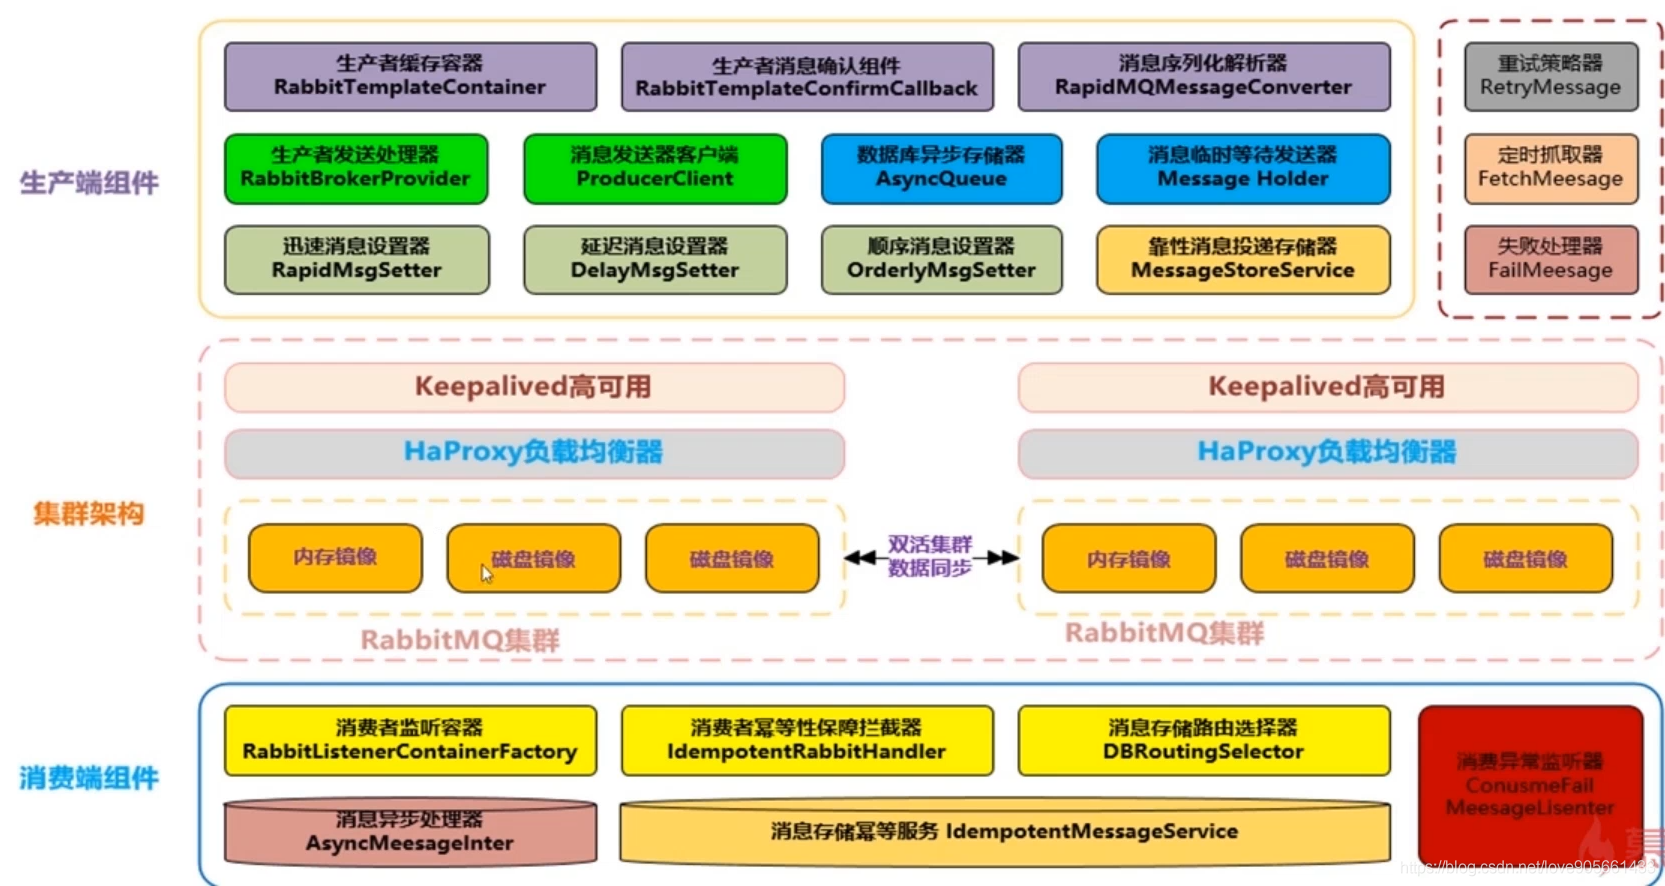 生产者缓存容器
RabbitTemplateContainer
生产者消息确认组件
RabbitTemplateConfirmCallback
消息序列化解析器
RapidMQMessageConverter
重试策略器
RetryMessage
生产端组件
生产者发送处理器
RabbitBrokerProvider
消息发送器客户端
ProducerClient
数据库异步存储器
AsyncQueue
消息临时等待发送器
Message Holder
定时抓取器
FetchMeesage
迅速消息设置器
RapidMsgSetter
延迟消息设置器
DelayMsgSetter
顺序消息设置器
OrderlyMsgSetter
靠性消息投递存储器
MessageStoreService
失败处理器
FailMeesage
Keepalived高可用
Keepalived高可用
HaProxy负载均衡器
HaProxy负载均衡器
集群架构
内存镜像
磁盘镜像
磁盘镜像
双活集群
数据同步
内存镜像
磁盘镜像
磁盘镜像
RabbitMQ集群
RabbitMQ集群
消费端组件
消费者监听容器
RabbitListenerContainerFactory
消费者幂等性保障拦截器
IdempotentRabbitHandler
消息存储路由选择器
DBRoutingSelector
消费异常监听器
ConusmeFail
MeesageLisenter
消息异步处理器
AsyncMeesageInter
消息存储幂等服务 IdempotentMessageService